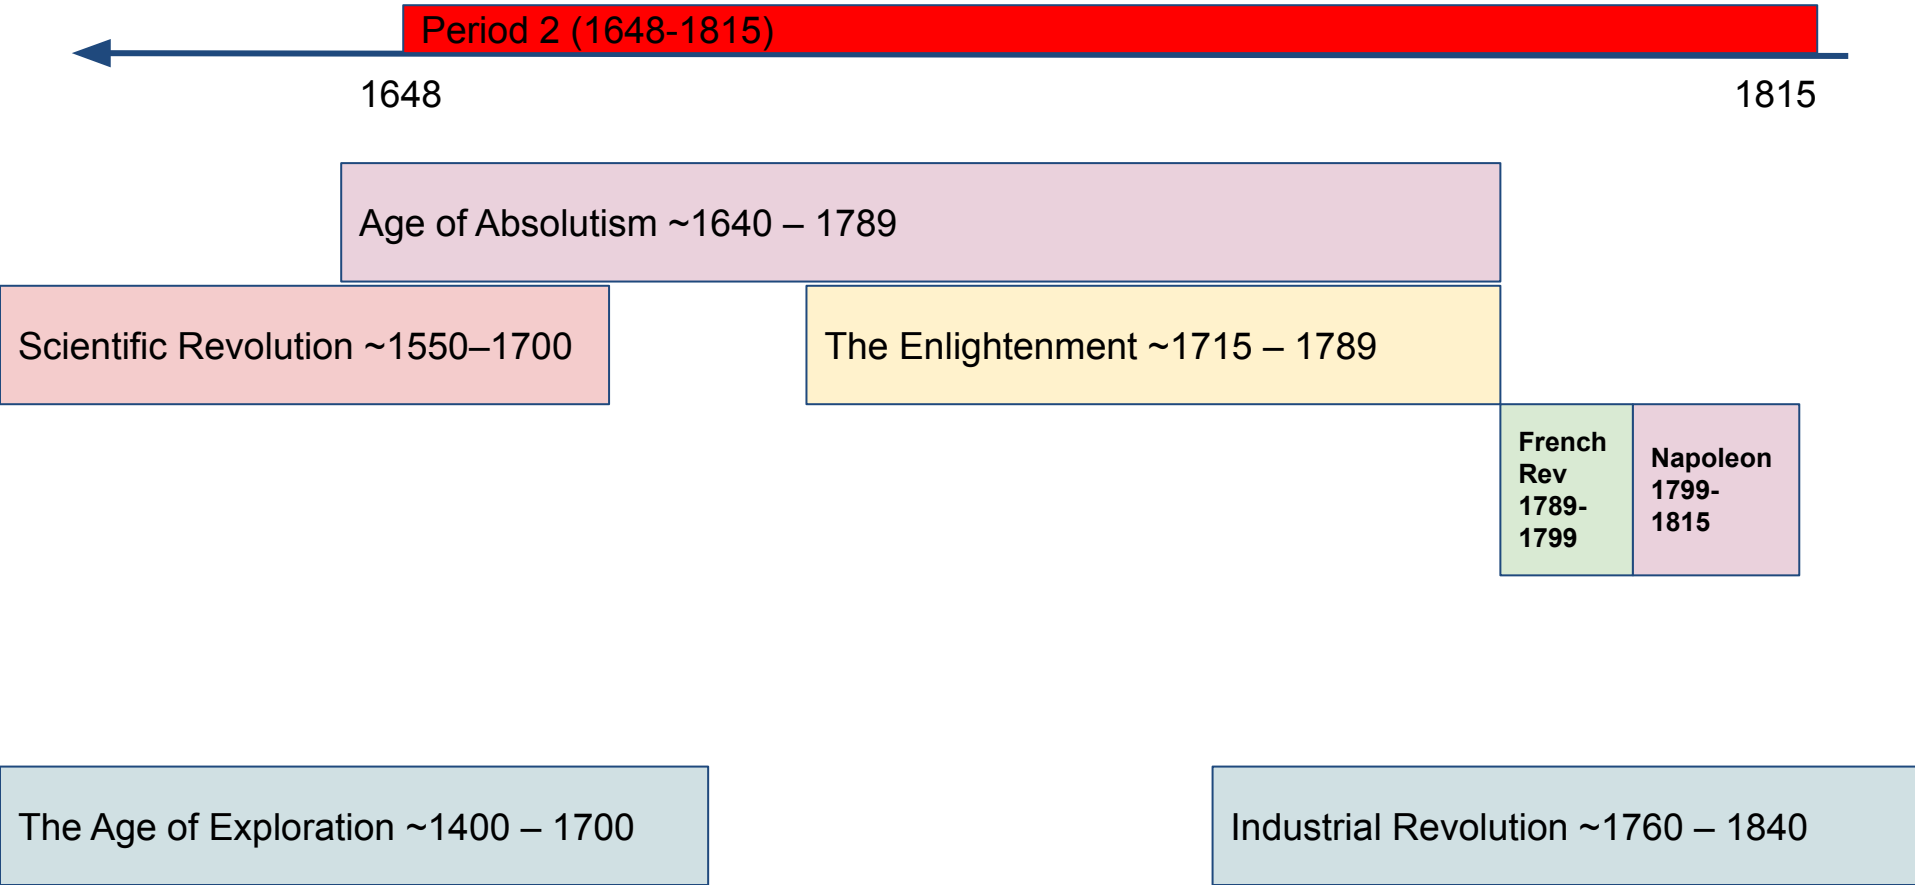 Period 2 (1648-1815)
1648
1815
Age of Absolutism ~1640 – 1789
Scientific Revolution ~1550–1700
The Enlightenment ~1715 – 1789
French
Rev
1789-
1799
Napoleon
1799-
1815
The Age of Exploration ~1400 – 1700
Industrial Revolution ~1760 – 1840